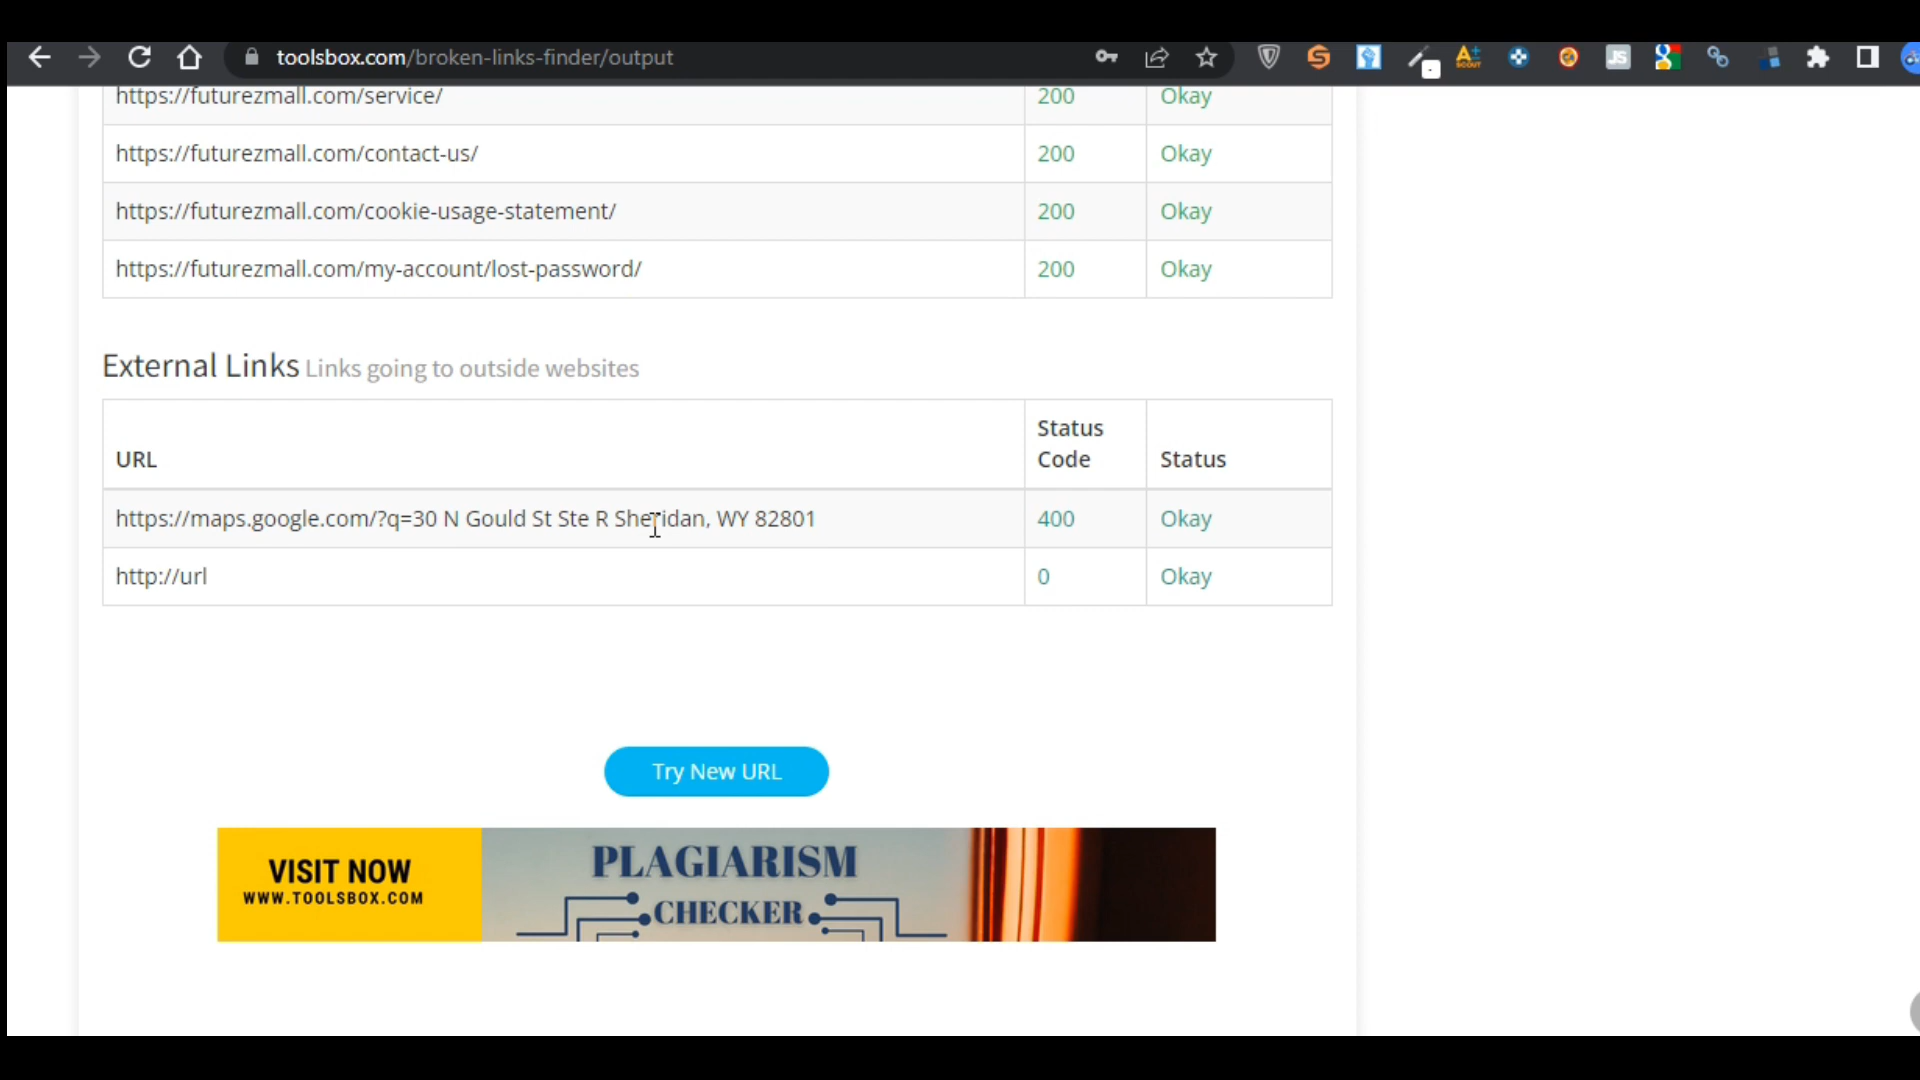 toolsbox.com/broken-links-finder/output
https://futurezmall.com/service/ 200 Okay
https://futurezmall.com/contact-us/ 200 Okay
https://futurezmall.com/cookie-usage-statement/ 200 Okay
https://futurezmall.com/my-account/lost-password/ 200 Okay
External Links Links going to outside websites
URL Status Code Status
https://maps.google.com/?q=30 N Gould St Ste R Sheridan, WY 82801 400 Okay
http://url 0 Okay
Try New URL
VISIT NOW
WWW.TOOLSBOX.COM
PLAGIARISM
CHECKER